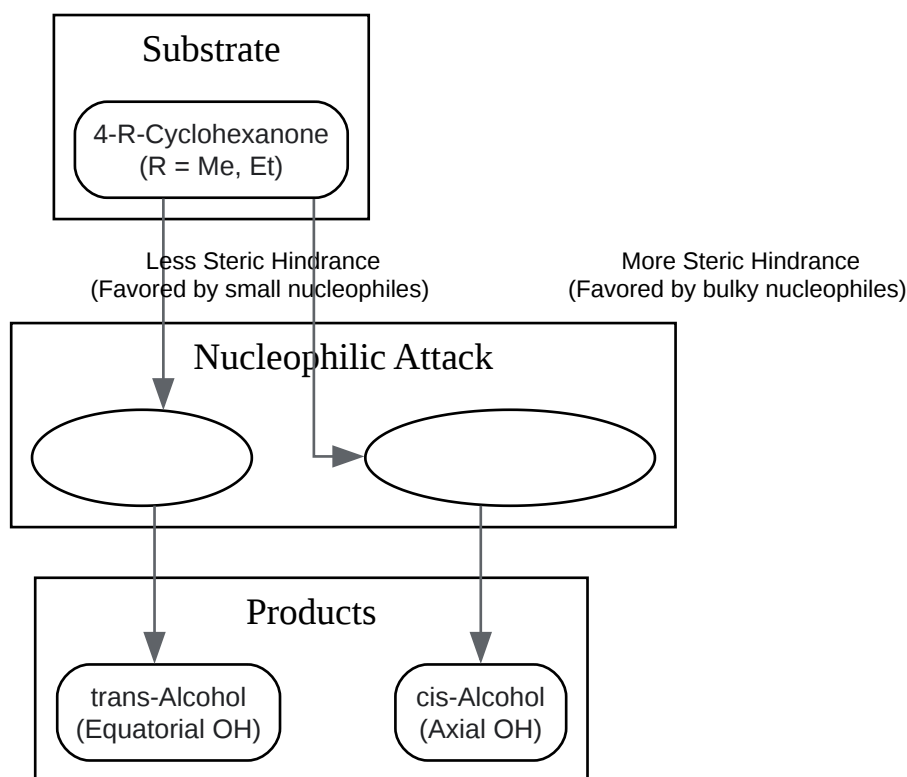 Substrate
4-R-Cyclohexanone
(R = Me, Et)
Less Steric Hindrance
(Favored by small nucleophiles)
More Steric Hindrance
(Favored by bulky nucleophiles)
Nucleophilic Attack
Products
trans-Alcohol
(Equatorial OH)
cis-Alcohol
(Axial OH)